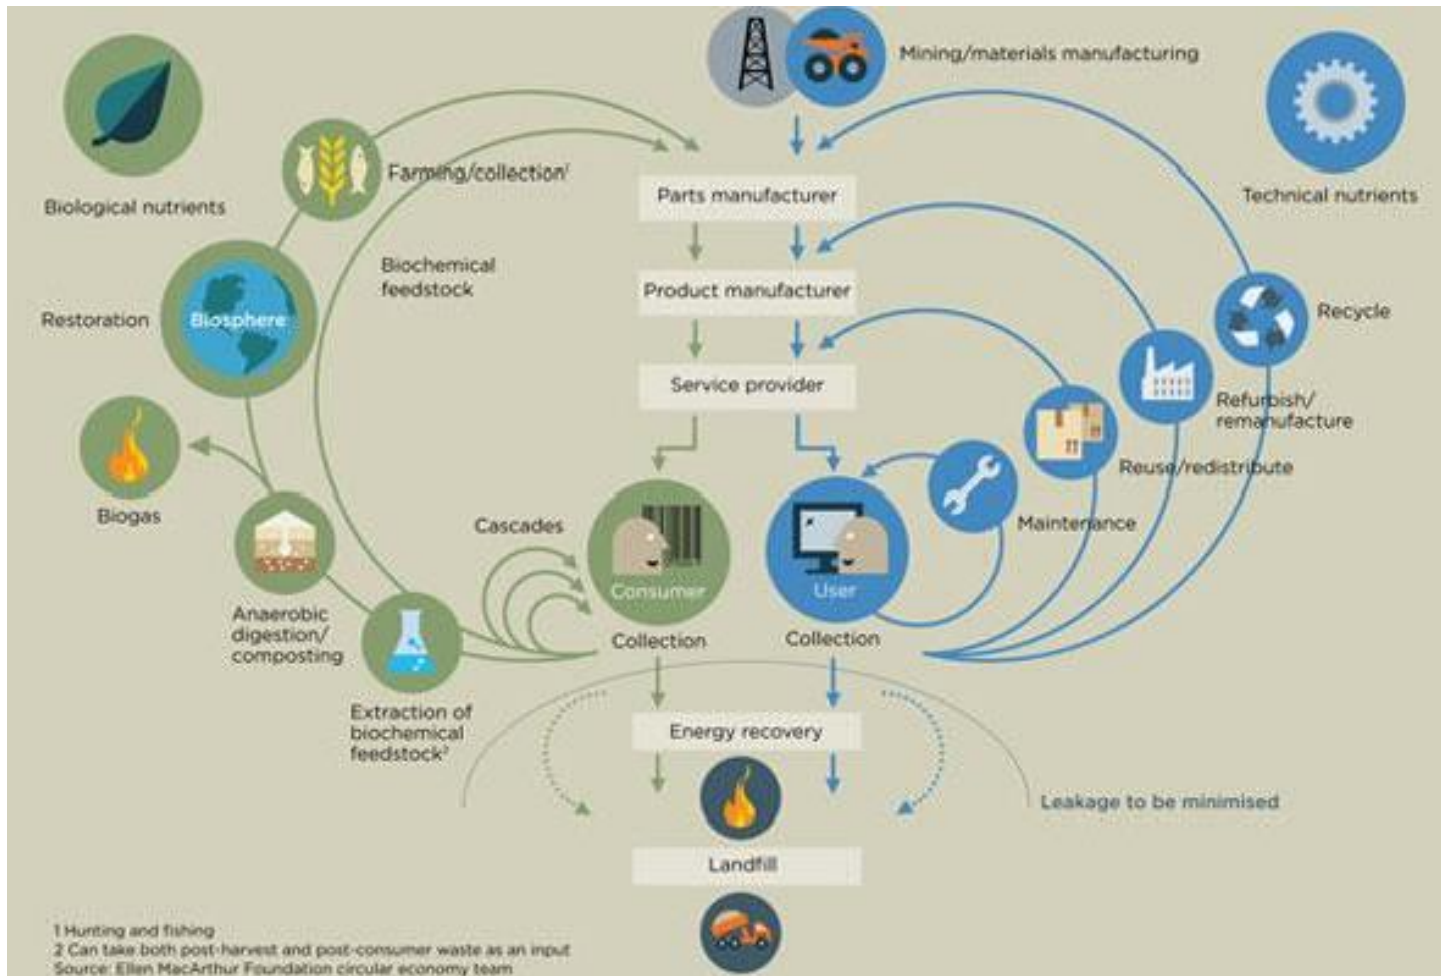 Mining/materials manufacturing
Biological nutrients
Farming/collection¹
Parts manufacturer
Technical nutrients
Biochemical
feedstock
Product manufacturer
Restoration
Biosphere
Recycle
Service provider
Refurbish/
remanufacture
Reuse/redistribute
Biogas
Cascades
Maintenance
Consumer
User
Anaerobic
digestion/
composting
Collection
Collection
Extraction of
biochemical
feedstock²
Energy recovery
Leakage to be minimised
Landfill
1 Hunting and fishing
2 Can take both post-harvest and post-consumer waste as an input
Source: Ellen MacArthur Foundation circular economy team